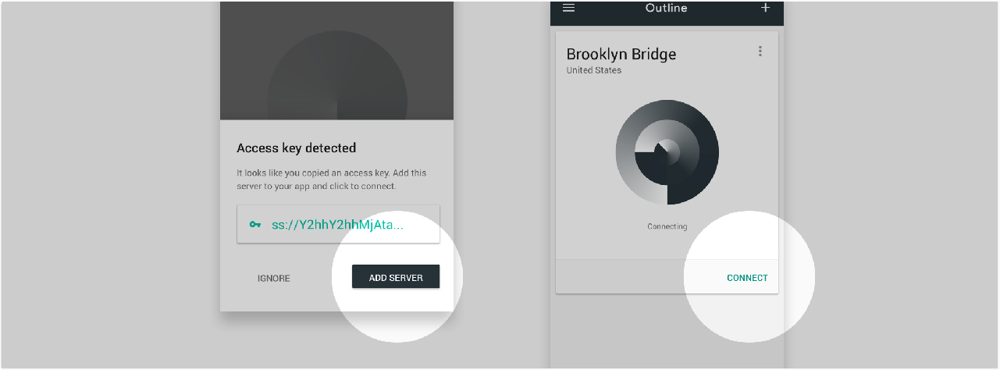 Access key detected
It looks like you copied an access key. Add this
server to your app and click to connect.
ss://Y2hhY2hhMjAta...
IGNORE
ADD SERVER
Outline
Brooklyn Bridge
United States
Connecting
CONNECT